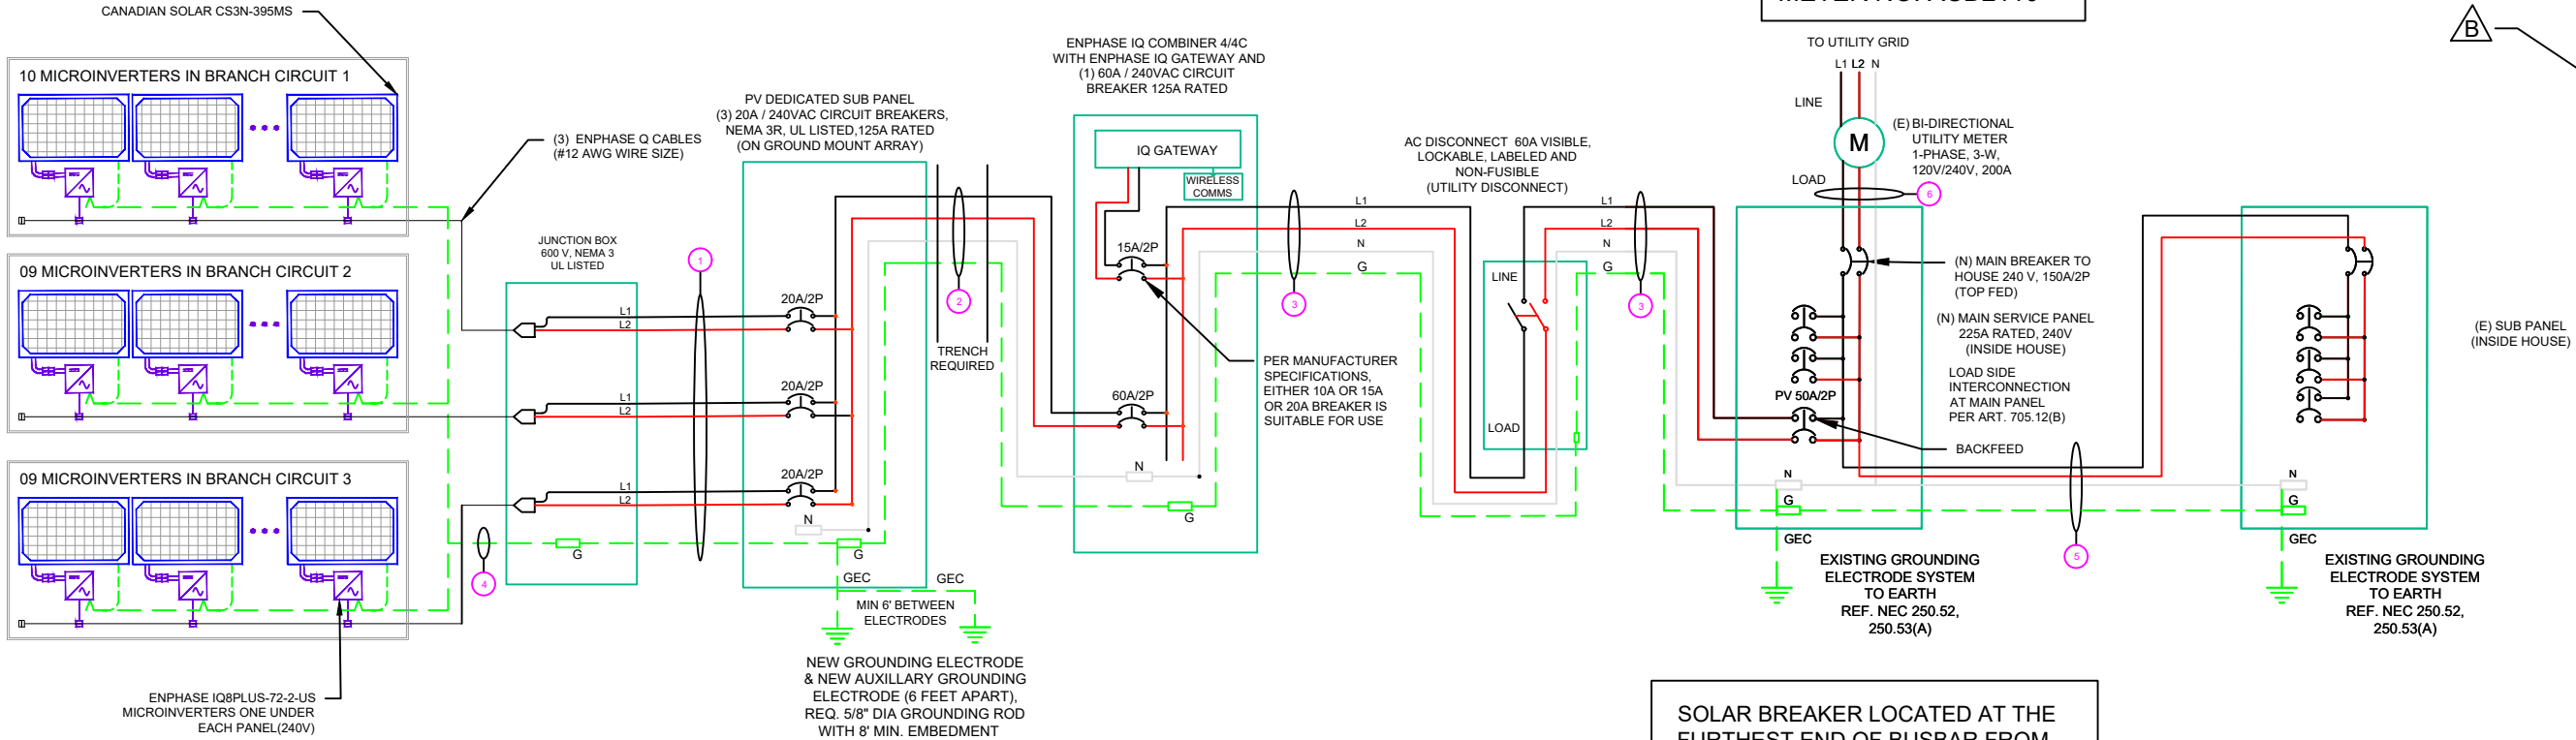 CANADIAN SOLAR CS3N-395MS
10 MICROINVERTERS IN BRANCH CIRCUIT 1
09 MICROINVERTERS IN BRANCH CIRCUIT 2
09 MICROINVERTERS IN BRANCH CIRCUIT 3
ENPHASE IQ8PLUS-72-2-US
MICROINVERTERS ONE UNDER
EACH PANEL(240V)
(3) ENPHASE Q CABLES
(#12 AWG WIRE SIZE)
4
JUNCTION BOX
600 V, NEMA 3
UL LISTED
L1
L2
L1
L2
L1
L2
G
1
PV DEDICATED SUB PANEL
(3) 20A / 240VAC CIRCUIT BREAKERS,
NEMA 3R, UL LISTED,125A RATED
(ON GROUND MOUNT ARRAY)
20A/2P
20A/2P
20A/2P
N
G
GEC
GEC
MIN 6' BETWEEN
ELECTRODES
NEW GROUNDING ELECTRODE
& NEW AUXILLARY GROUNDING
ELECTRODE (6 FEET APART),
REQ. 5/8" DIA GROUNDING ROD
WITH 8' MIN. EMBEDMENT
2
TRENCH
REQUIRED
ENPHASE IQ COMBINER 4/4C
WITH ENPHASE IQ GATEWAY AND
(1) 60A / 240VAC CIRCUIT
BREAKER 125A RATED
IQ GATEWAY
WIRELESS
COMMS
15A/2P
60A/2P
N
G
PER MANUFACTURER
SPECIFICATIONS,
EITHER 10A OR 15A
OR 20A BREAKER IS
SUITABLE FOR USE
L1
L2
N
G
3
AC DISCONNECT 60A VISIBLE,
LOCKABLE, LABELED AND
NON-FUSIBLE
(UTILITY DISCONNECT)
LINE
LOAD
L1
L2
N
G
3
TO UTILITY GRID
L1 L2 N
LINE
M
LOAD
(E) BI-DIRECTIONAL
UTILITY METER
1-PHASE, 3-W,
120V/240V, 200A
6
(N) MAIN BREAKER TO
HOUSE 240 V, 150A/2P
(TOP FED)
(N) MAIN SERVICE PANEL
225A RATED, 240V
(INSIDE HOUSE)
LOAD SIDE
INTERCONNECTION
AT MAIN PANEL
PER ART. 705.12(B)
PV 50A/2P
BACKFEED
N
G
GEC
EXISTING GROUNDING
ELECTRODE SYSTEM
TO EARTH
REF. NEC 250.52,
250.53(A)
5
(E) SUB PANEL
(INSIDE HOUSE)
N
G
GEC
EXISTING GROUNDING
ELECTRODE SYSTEM
TO EARTH
REF. NEC 250.52,
250.53(A)
B
SOLAR BREAKER LOCATED AT THE
FURTHEST END OF BUSBAR FROM